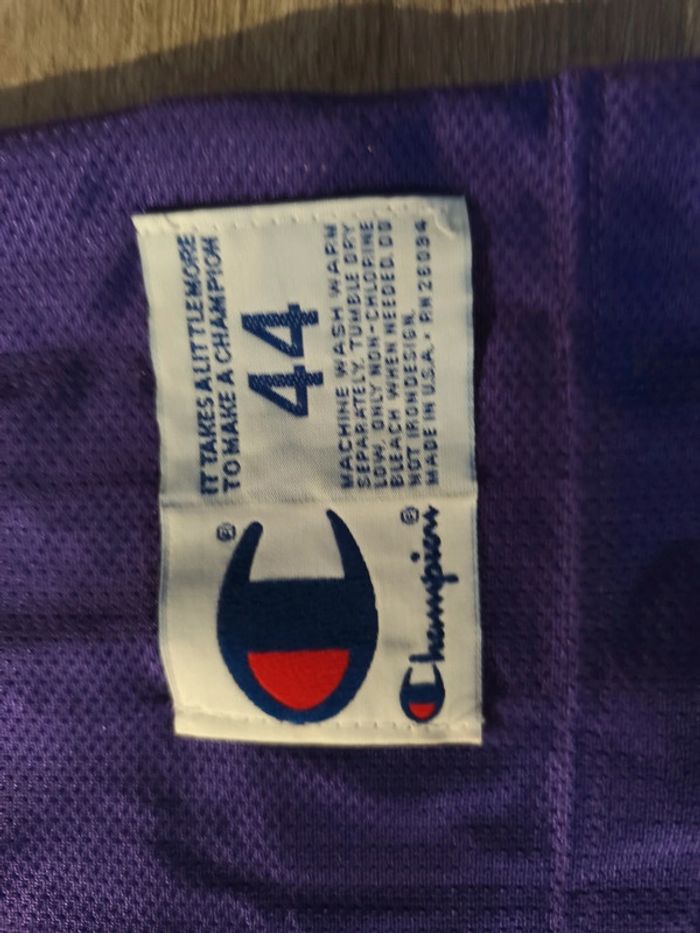 IT TAKES A LITTLE MORE
TO MAKE A CHAMPION
44
MACHINE WASH WARM
SEPARATELY. TUMBLE DRY
LOW. ONLY NON-CHLORINE
BLEACH WHEN NEEDED. DO
NOT IRON DESIGN.
MADE IN U.S.A. · RN 26094
®
Champion®